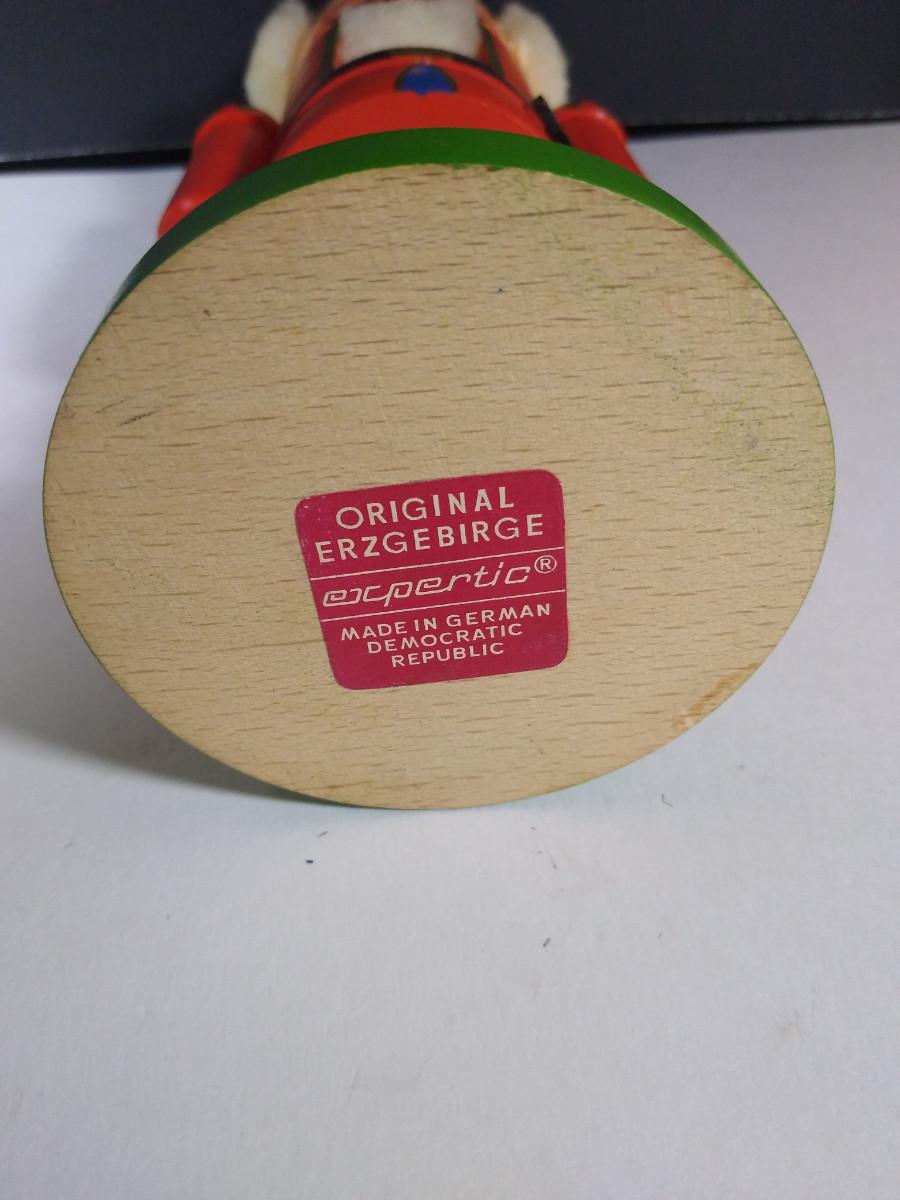 ORIGINAL
ERZGEBIRGE
expertic®
MADE IN GERMAN
DEMOCRATIC
REPUBLIC